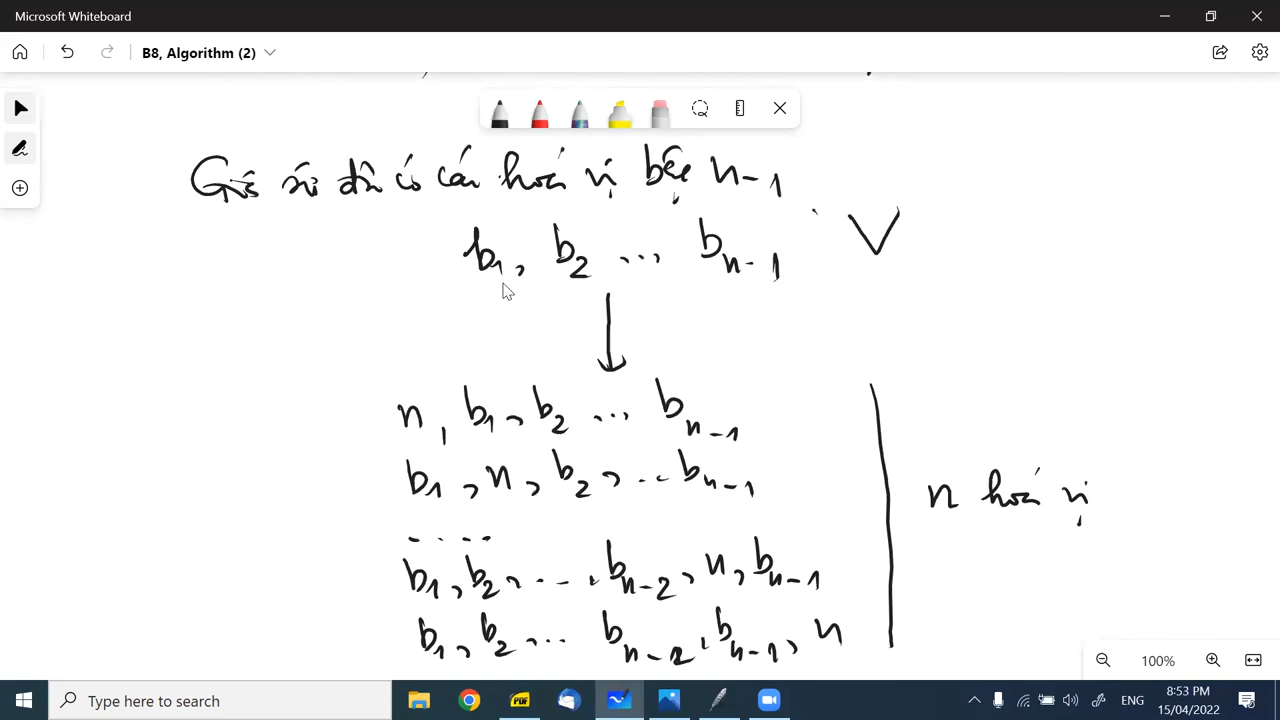 Microsoft Whiteboard
B8, Algorithm (2)
Giả sử đã có các hoán vị bậc n-1
b1, b2 ... bn-1
n, b1, b2 ... bn-1
b1, n, b2, ... bn-1
....
b1, b2, ..., bn-2, n, bn-1
b1, b2 ... bn-2, bn-1, n
n hoán vị
100%
Type here to search
PDF
ENG
8:53 PM
15/04/2022